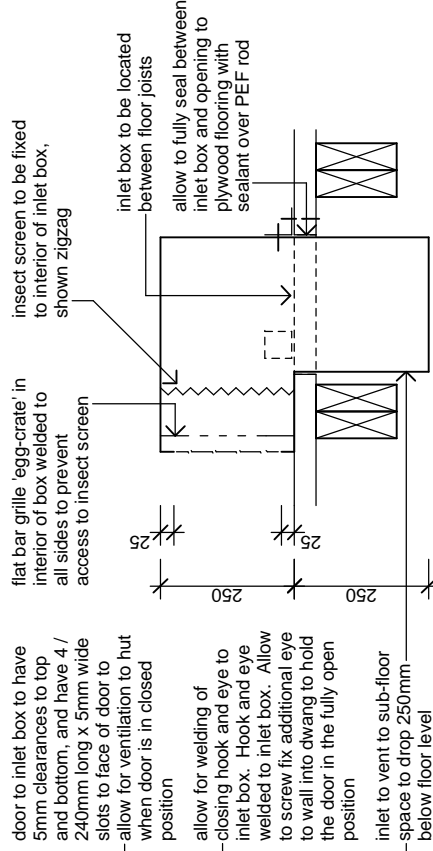 door to inlet box to have
5mm clearances to top
and bottom, and have 4 /
240mm long x 5mm wide
slots to face of door to
allow for ventilation to hut
when door is in closed
position
allow for welding of
closing hook and eye to
inlet box. Hook and eye
welded to inlet box. Allow
to screw fix additional eye
to wall into dwang to hold
the door in the fully open
position
inlet to vent to sub-floor
space to drop 250mm
below floor level
flat bar grille 'egg-crate' in
interior of box welded to
all sides to prevent
access to insect screen
25
250
25
250
insect screen to be fixed
to interior of inlet box,
shown zigzag
inlet box to be located
between floor joists
allow to fully seal between
inlet box and opening to
plywood flooring with
sealant over PEF rod